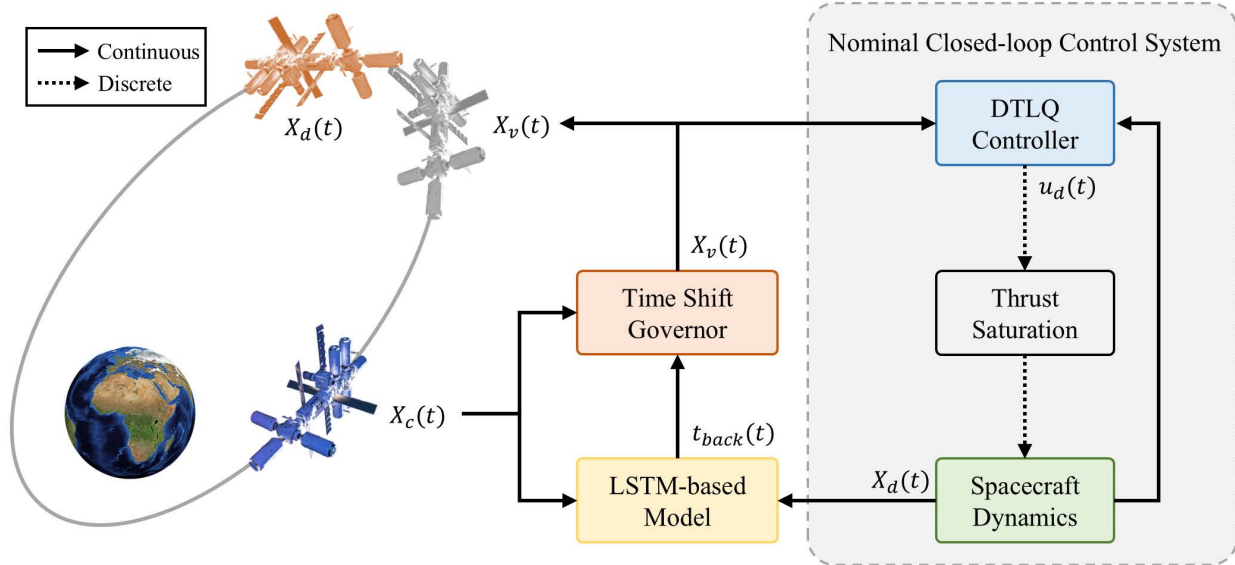 Continuous
Discrete
X_d(t)
X_v(t)
X_c(t)
Nominal Closed-loop Control System
DTLQ
Controller
u_d(t)
X_v(t)
Time Shift
Governor
Thrust
Saturation
t_back(t)
LSTM-based
Model
X_d(t)
Spacecraft
Dynamics